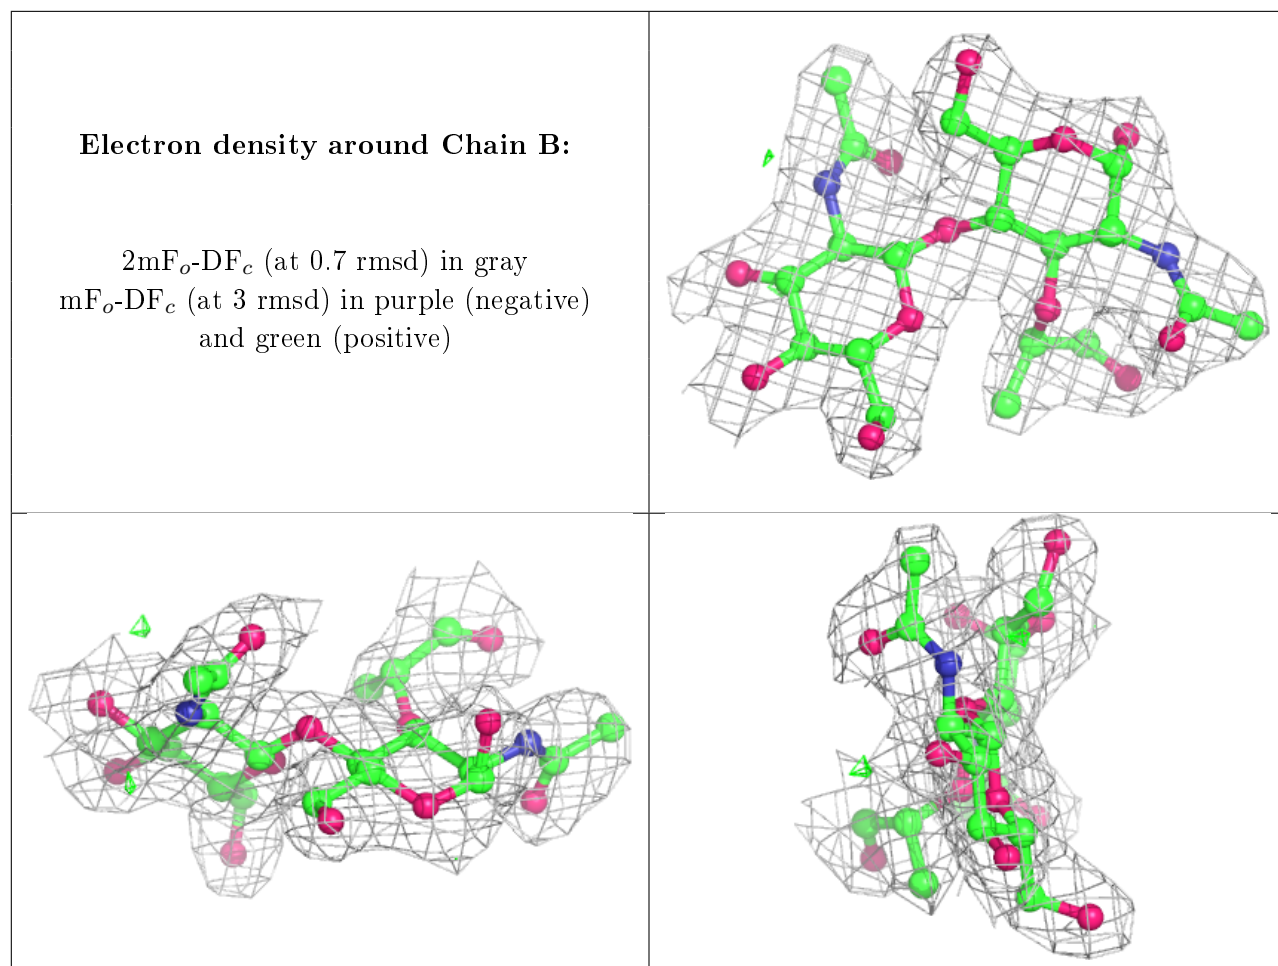 Electron density around Chain B:
2mFo-DFc (at 0.7 rmsd) in gray
mFo-DFc (at 3 rmsd) in purple (negative)
and green (positive)